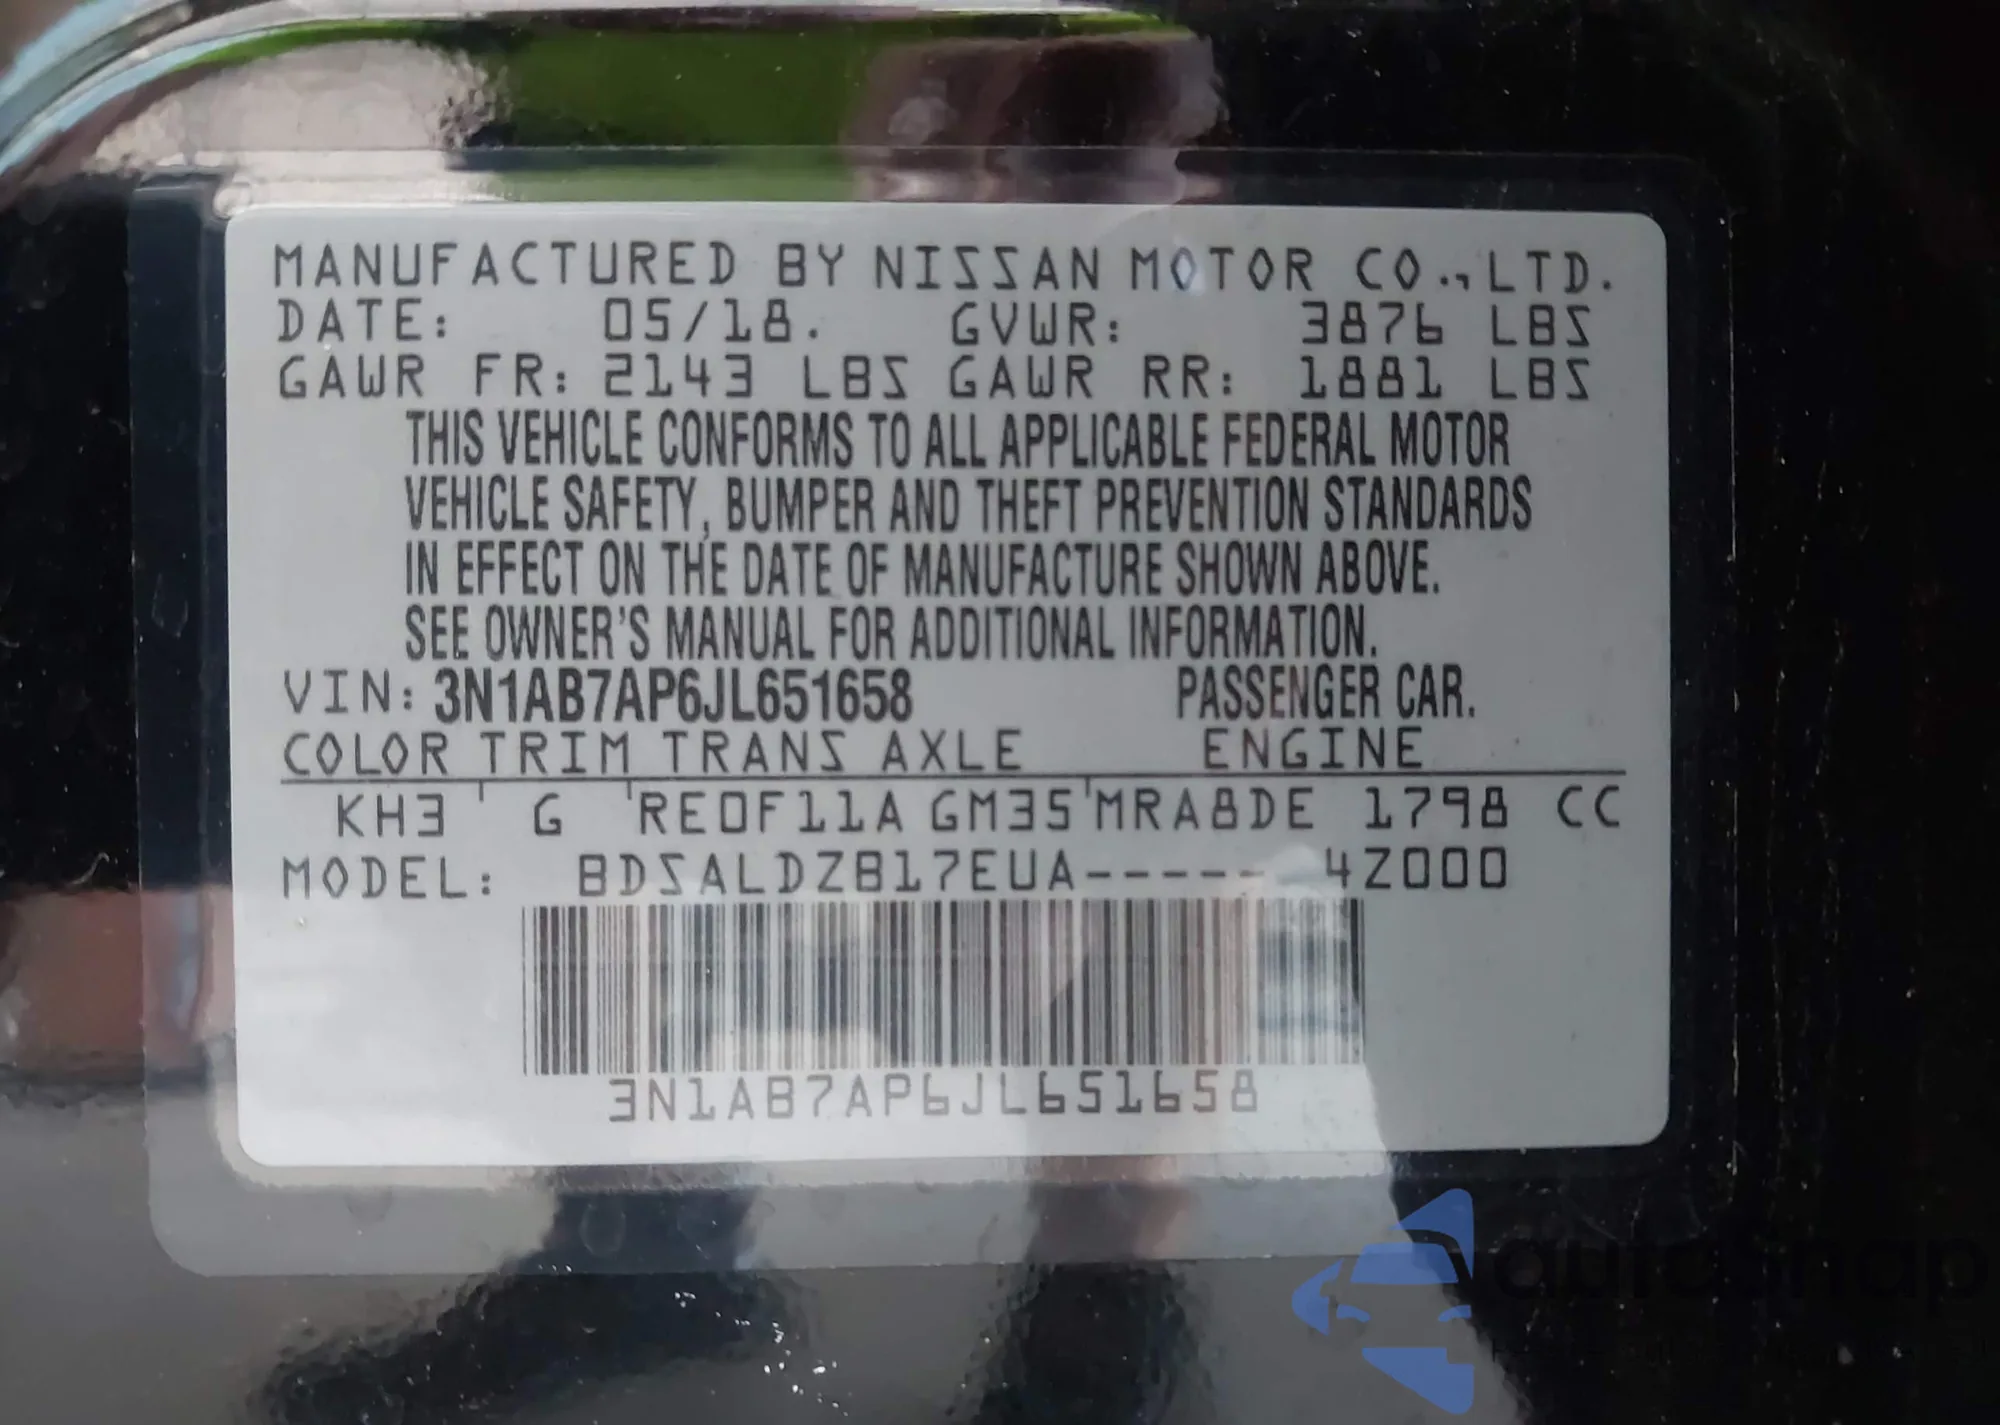 MANUFACTURED BY NISSAN MOTOR CO., LTD.
DATE: 05/18. GVWR: 3876 LBS
GAWR FR: 2143 LBS GAWR RR: 1881 LBS
THIS VEHICLE CONFORMS TO ALL APPLICABLE FEDERAL MOTOR
VEHICLE SAFETY, BUMPER AND THEFT PREVENTION STANDARDS
IN EFFECT ON THE DATE OF MANUFACTURE SHOWN ABOVE.
SEE OWNER'S MANUAL FOR ADDITIONAL INFORMATION.
VIN: 3N1AB7AP6JL651658 PASSENGER CAR.
COLOR TRIM TRANS AXLE ENGINE
KH3 G RE0F11A GM35 MRA8DE 1798 CC
MODEL: BDSALDZB17EUA----- 4Z000
3N1AB7AP6JL651658